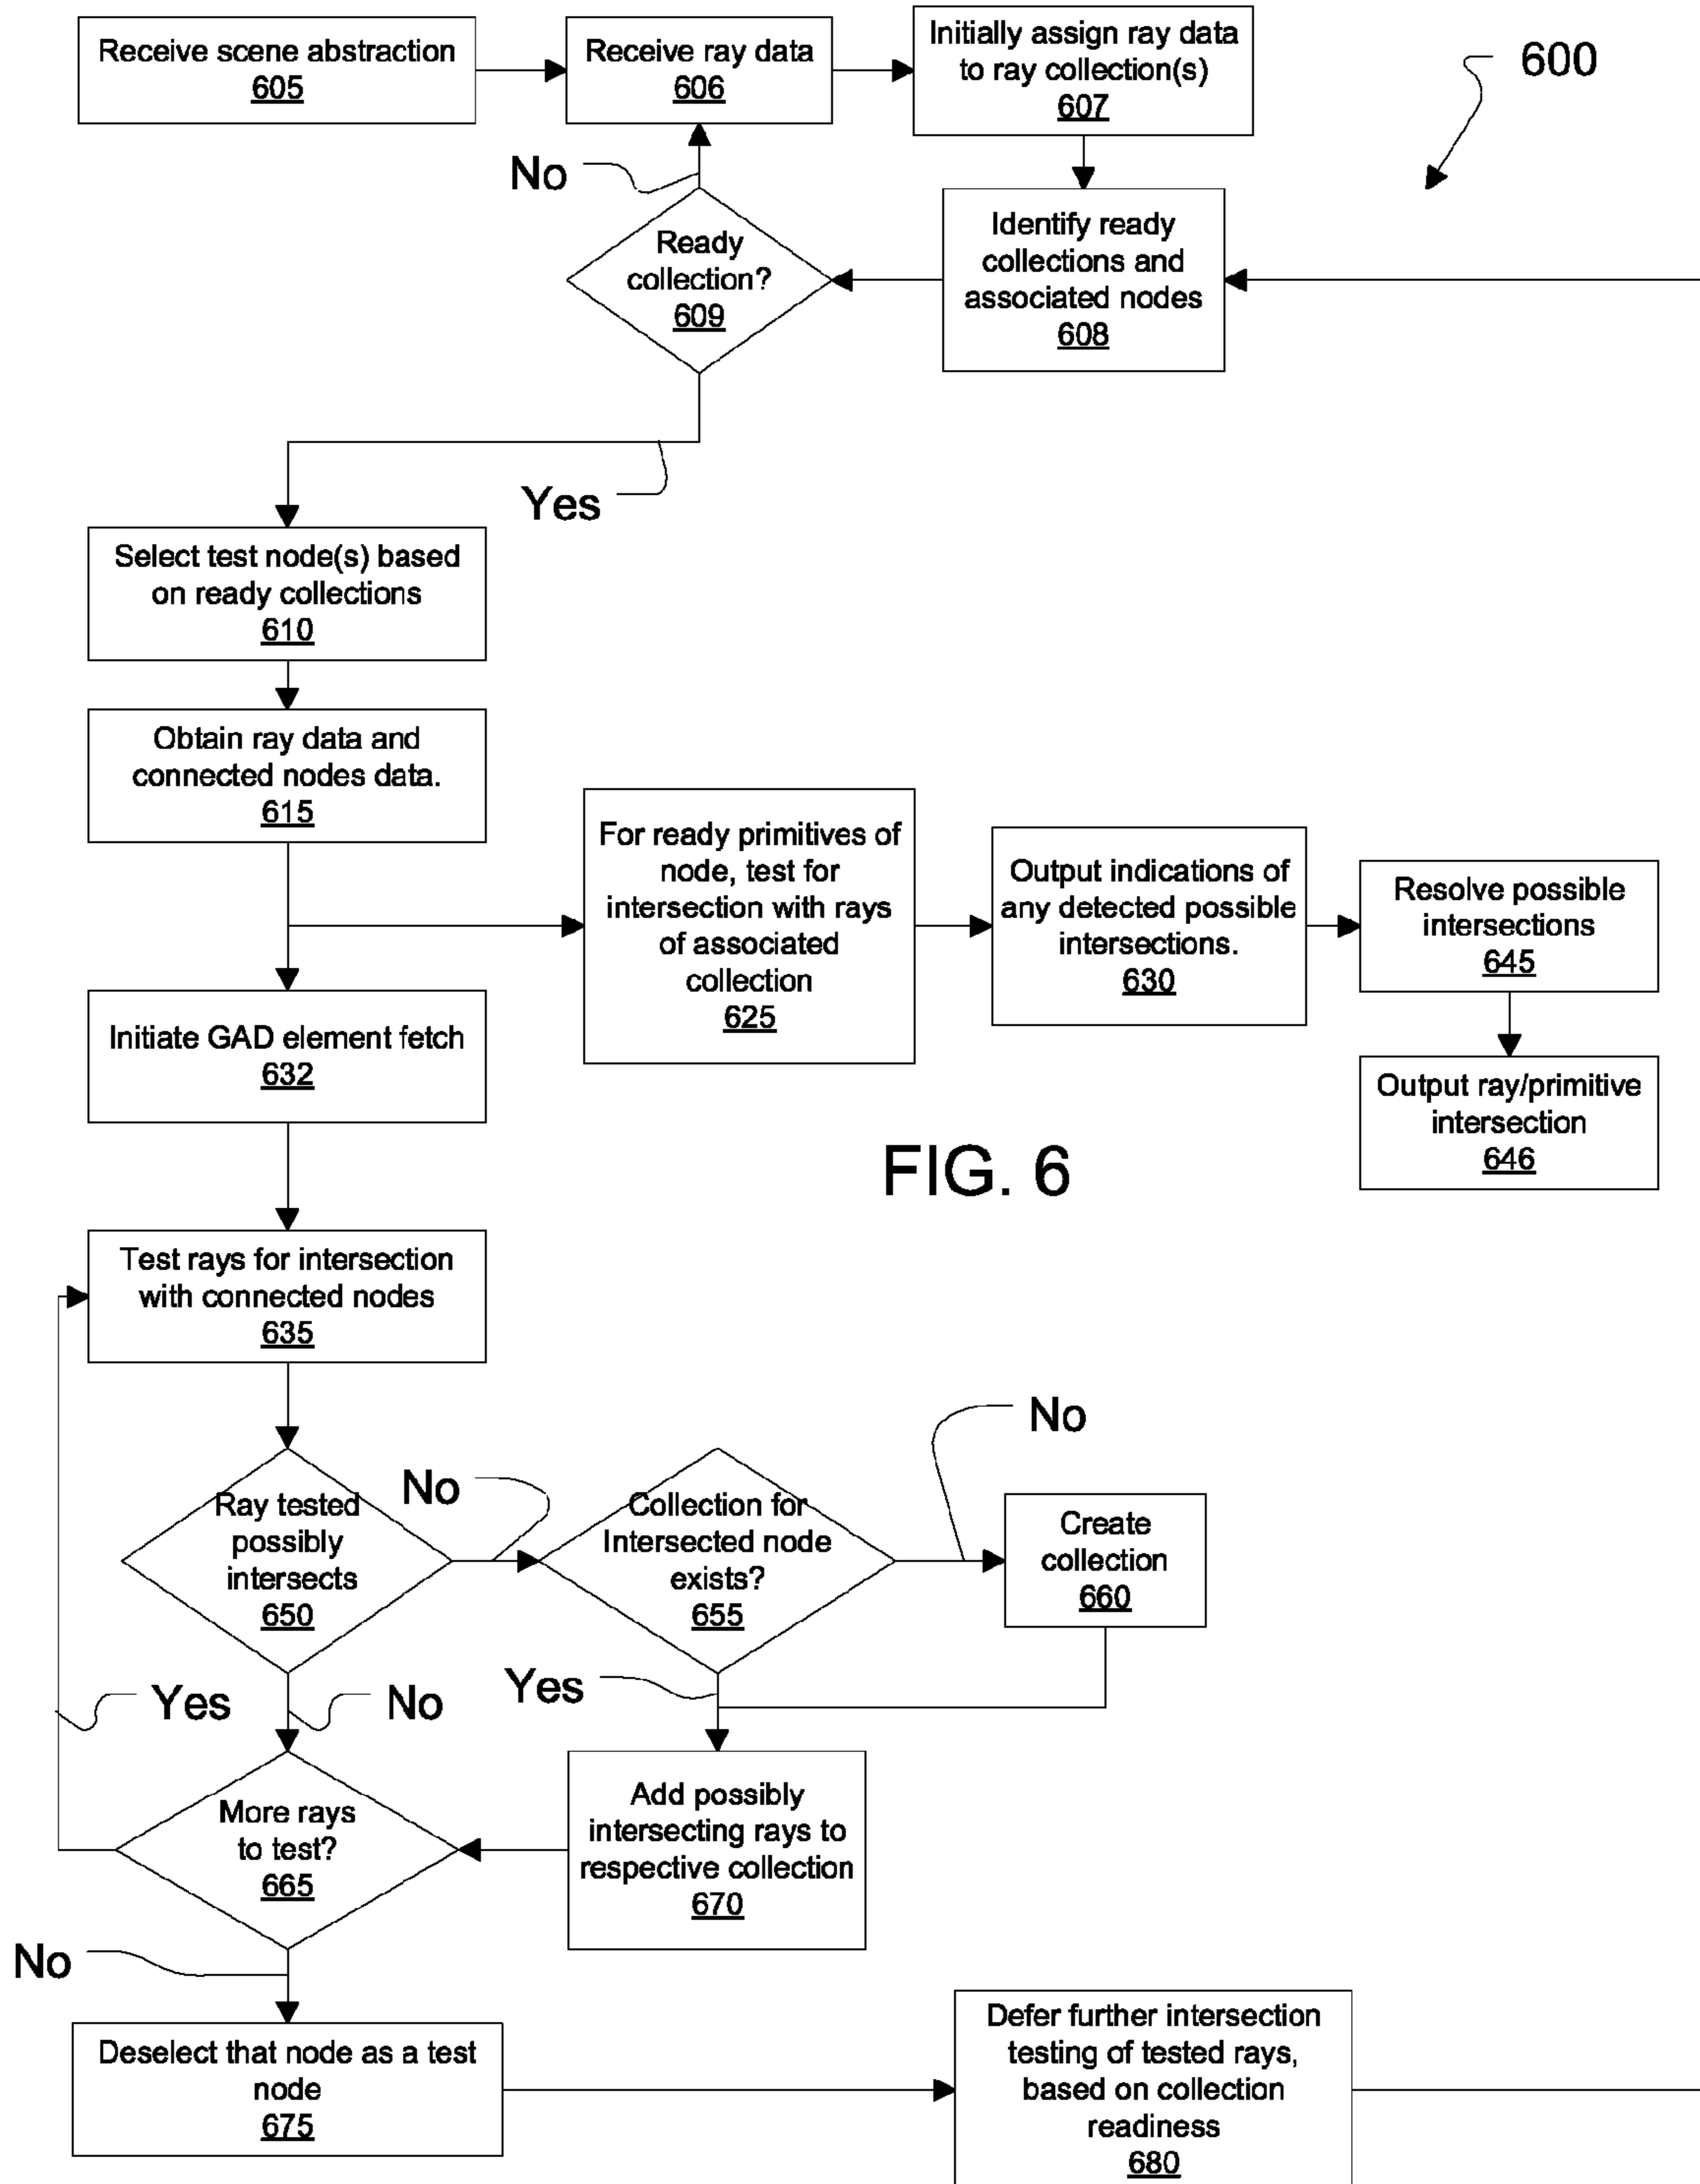 Receive scene abstraction
605
Receive ray data
606
Initially assign ray data
to ray collection(s)
607
600
No
Ready
collection?
609
Identify ready
collections and
associated nodes
608
Yes
Select test node(s) based
on ready collections
610
Obtain ray data and
connected nodes data.
615
For ready primitives of
node, test for
intersection with rays
of associated
collection
625
Output indications of
any detected possible
intersections.
630
Resolve possible
intersections
645
Initiate GAD element fetch
632
Output ray/primitive
intersection
646
FIG. 6
Test rays for intersection
with connected nodes
635
Ray tested
possibly
intersects
650
No
Collection for
Intersected node
exists?
655
No
Create
collection
660
Yes
No
Yes
More rays
to test?
665
Add possibly
intersecting rays to
respective collection
670
No
Deselect that node as a test
node
675
Defer further intersection
testing of tested rays,
based on collection
readiness
680